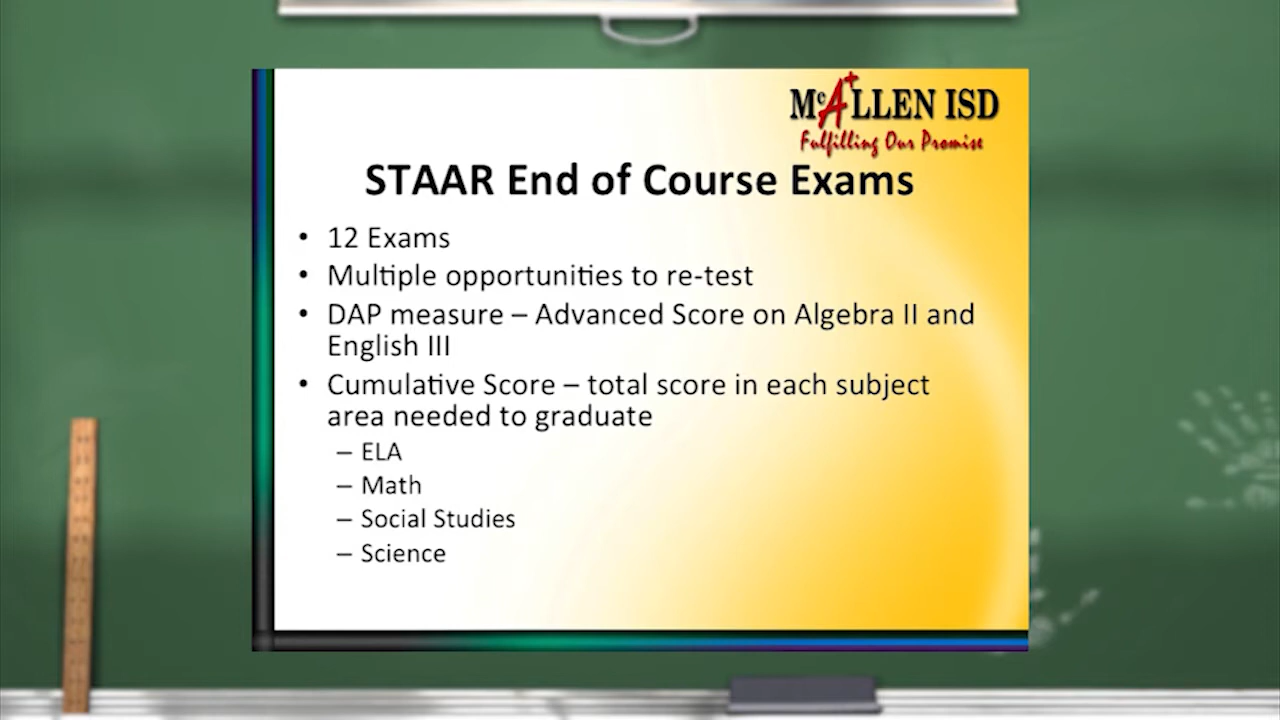 McALLEN ISD
Fulfilling Our Promise
STAAR End of Course Exams
• 12 Exams
• Multiple opportunities to re-test
• DAP measure – Advanced Score on Algebra II and
English III
• Cumulative Score – total score in each subject
area needed to graduate
– ELA
– Math
– Social Studies
– Science